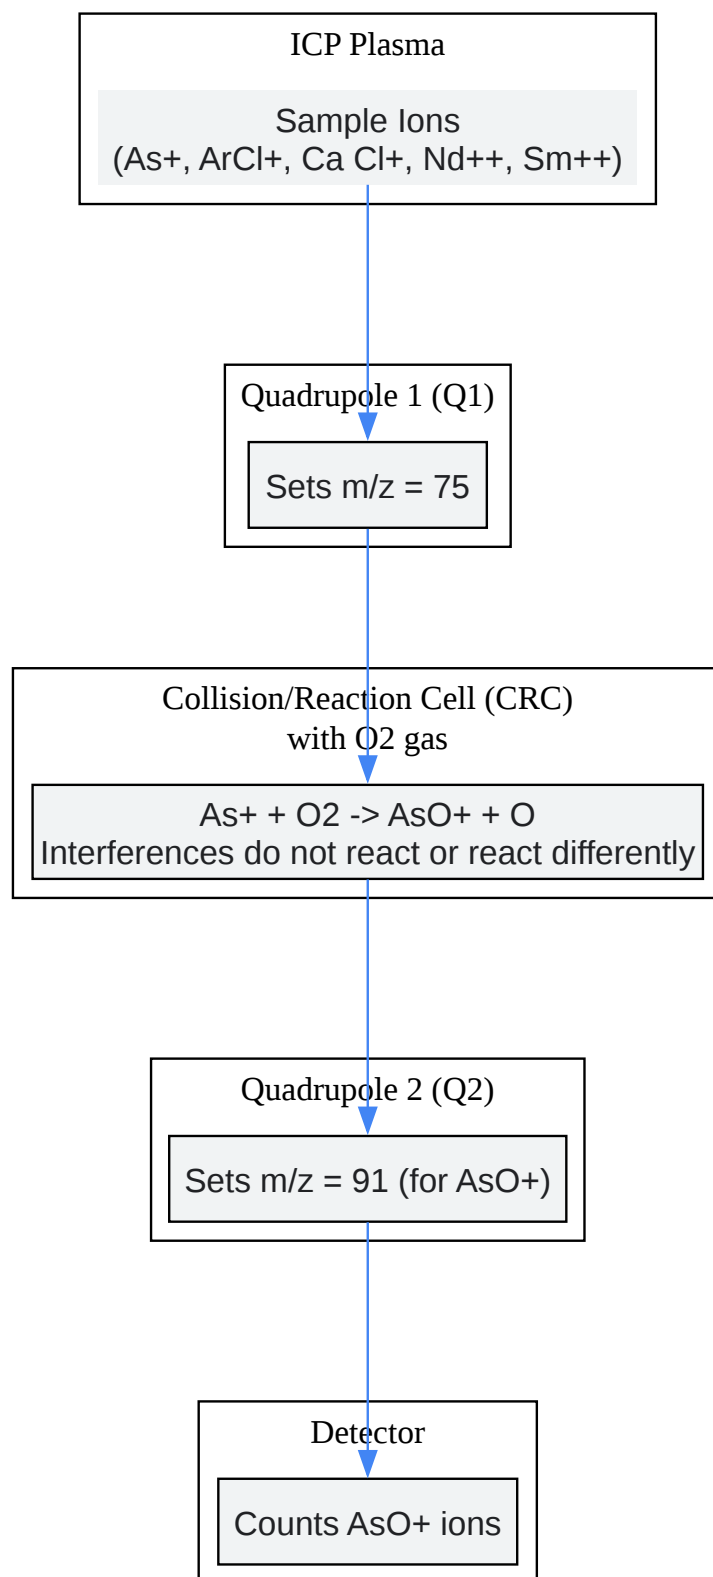 ICP Plasma
Sample Ions
(As+, ArCl+, Ca Cl+, Nd++, Sm++)
Quadrupole 1 (Q1)
Sets m/z = 75
Collision/Reaction Cell (CRC)
with O2 gas
As+ + O2 -> AsO+ + O
Interferences do not react or react differently
Quadrupole 2 (Q2)
Sets m/z = 91 (for AsO+)
Detector
Counts AsO+ ions